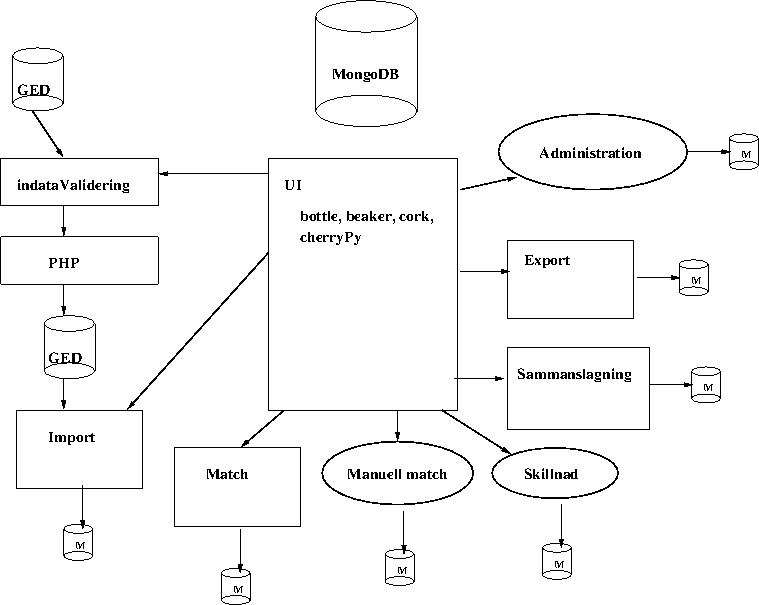 MongoDB
GED
Administration
M
indataValidering
UI
bottle, beaker, cork,
cherryPy
PHP
Export
M
GED
Sammanslagning
M
Import
Match
Manuell match
Skillnad
M
M
M
M